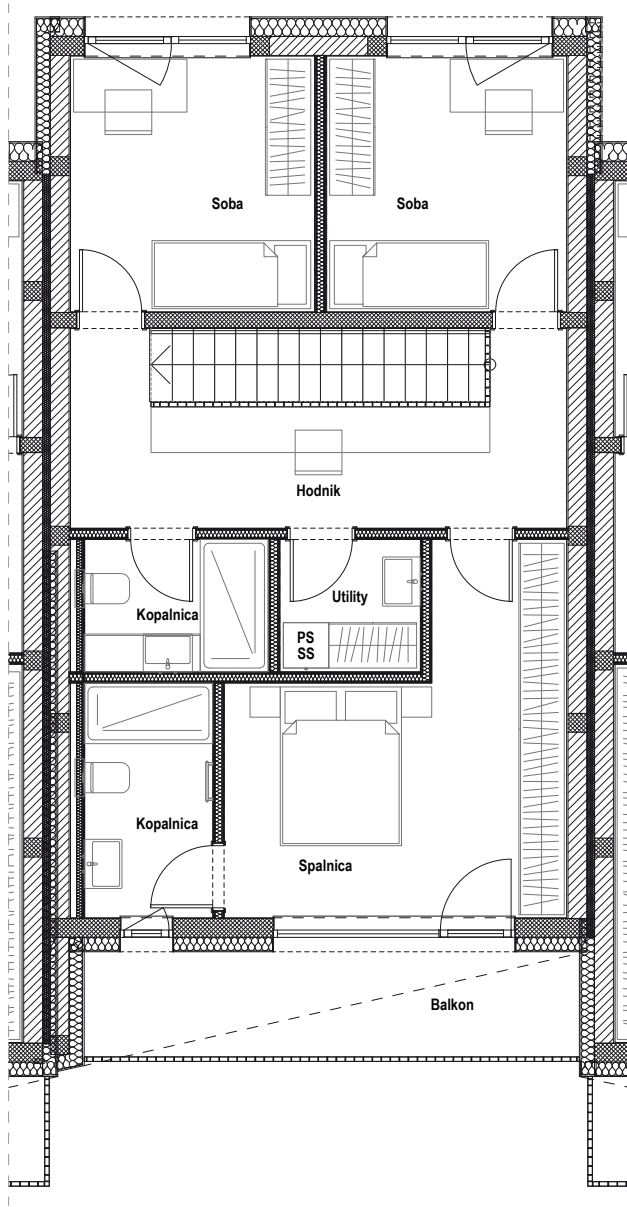 Soba
Soba
Hodnik
Kopalnica
Utility
PS
SS
Kopalnica
Spalnica
Balkon